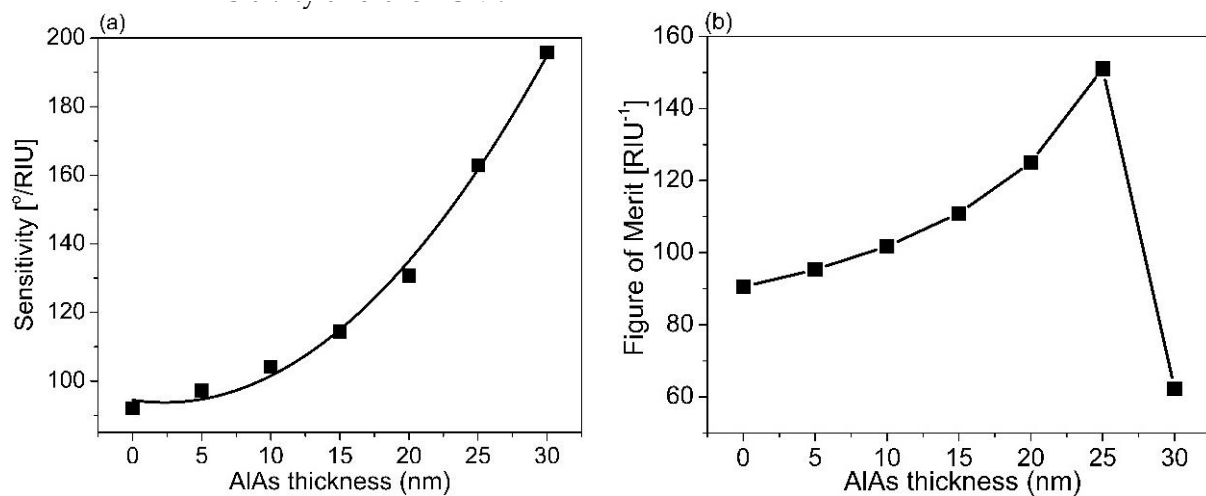 (a)
200
180
160
140
120
100
0 5 10 15 20 25 30
AlAs thickness (nm)
Sensitivity [°/RIU]
(b)
160
140
120
100
80
60
0 5 10 15 20 25 30
AlAs thickness (nm)
Figure of Merit [RIU⁻¹]